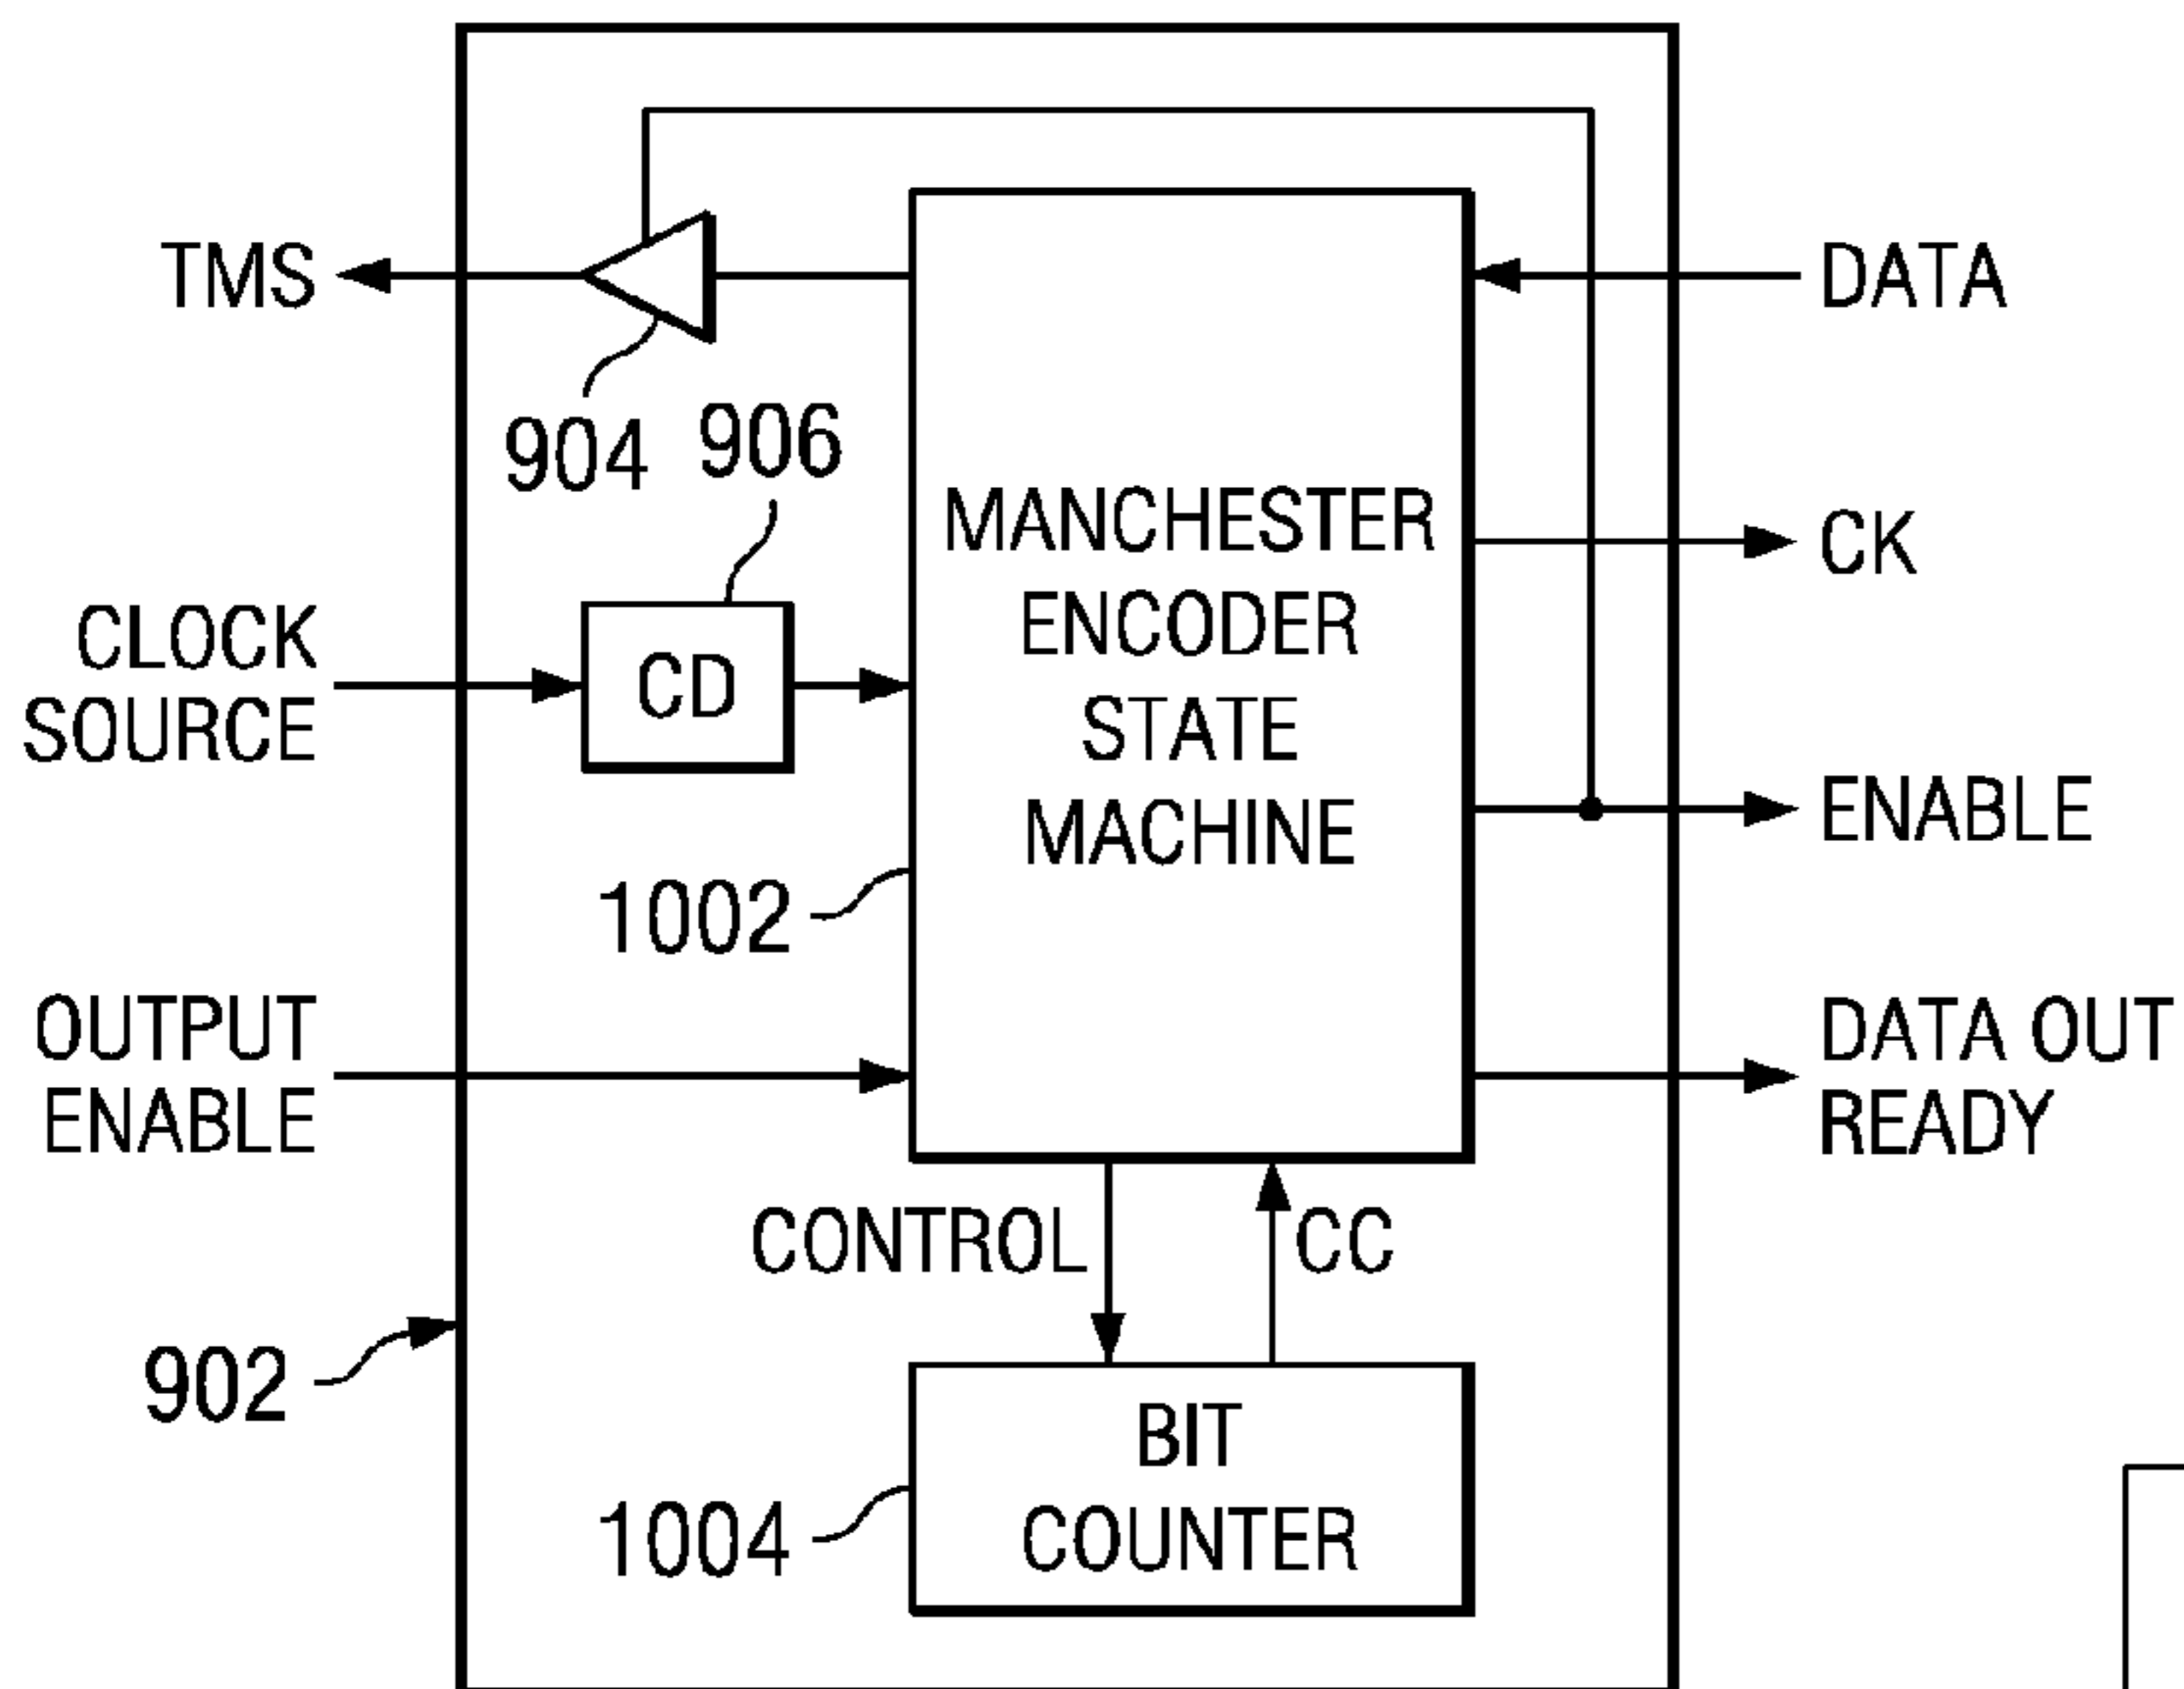 TMS
DATA
904
906
MANCHESTER
ENCODER
STATE
MACHINE
CK
CLOCK
SOURCE
CD
ENABLE
1002
OUTPUT
ENABLE
DATA OUT
READY
CONTROL
CC
902
BIT
COUNTER
1004